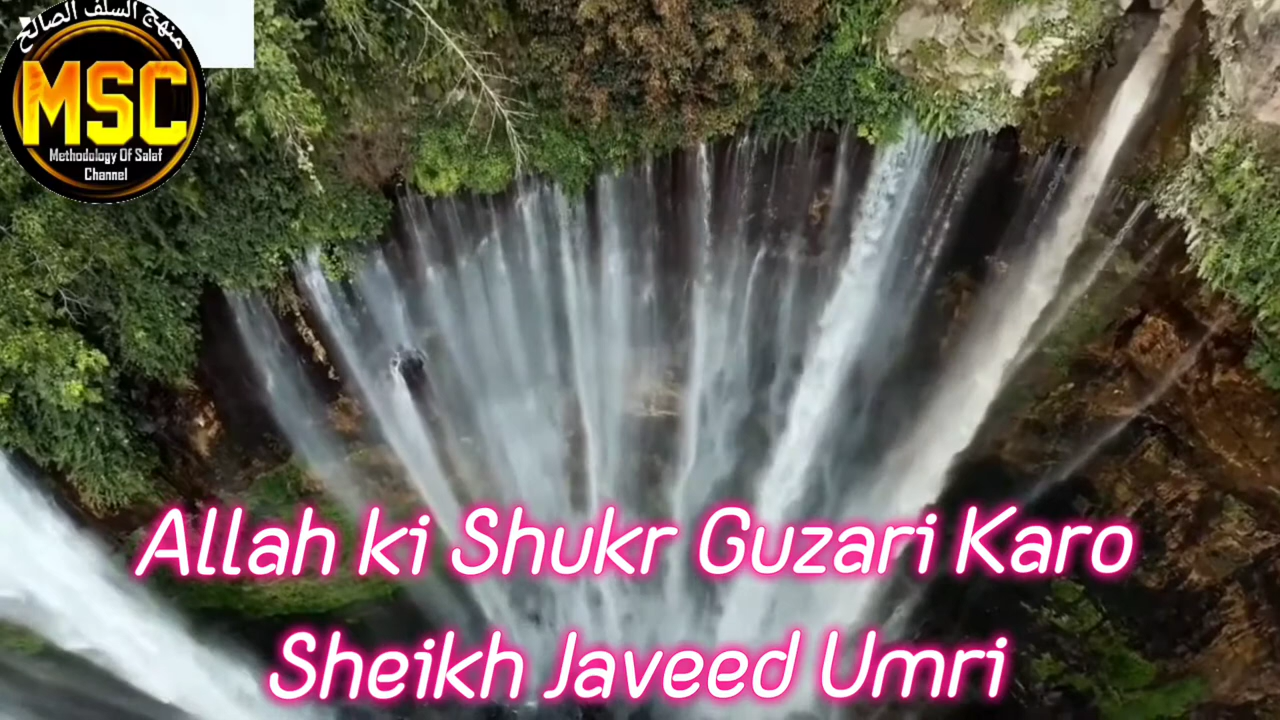 منهج السلف الصالح
MSC
Methodology Of Salaf
Channel
Allah ki Shukr Guzari Karo
Sheikh Javeed Umri